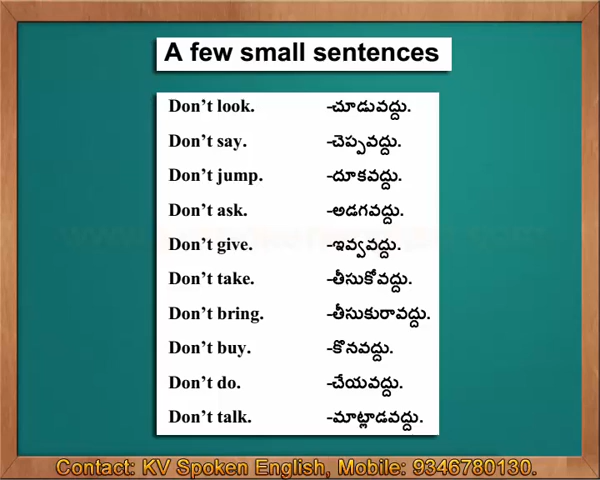 A few small sentences
Don't look. -చూడువద్దు.
Don't say. -చెప్పవద్దు.
Don't jump. -దూకవద్దు.
Don't ask. -అడగవద్దు.
Don't give. -ఇవ్వవద్దు.
Don't take. -తీసుకోవద్దు.
Don't bring. -తీసుకురావద్దు.
Don't buy. -కొనవద్దు.
Don't do. -చేయవద్దు.
Don't talk. -మాట్లాడవద్దు.
Contact: KV Spoken English, Mobile: 9346780130.